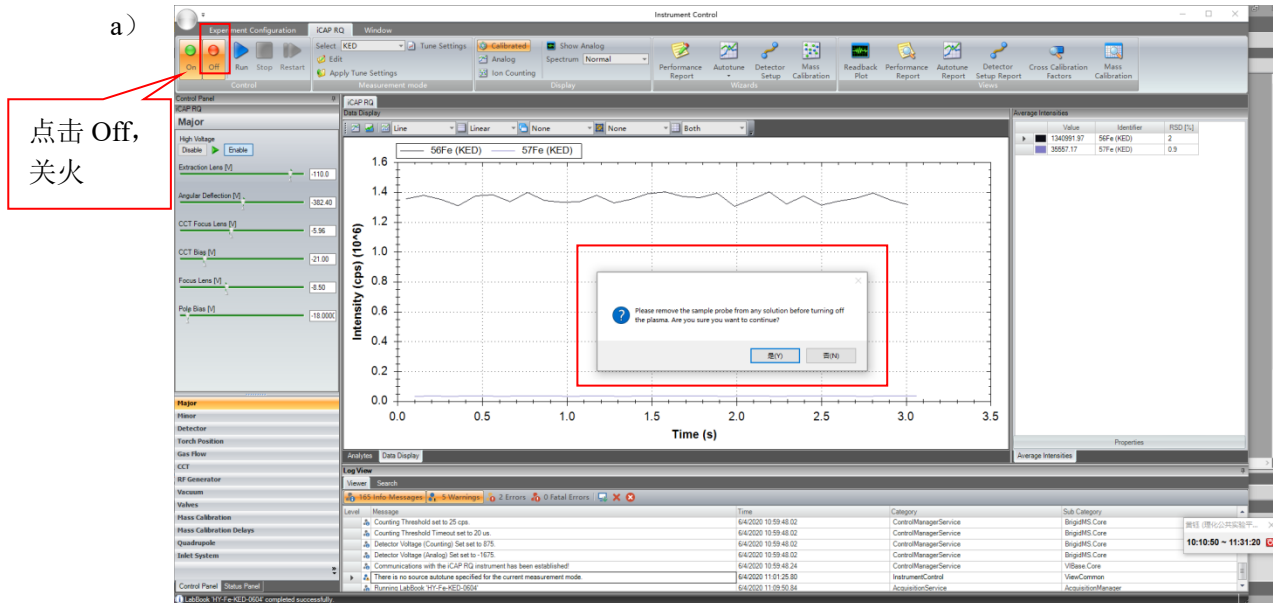 a)
点击 Off,
关火
Instrument Control
Experiment Configuration iCAP RQ Window
On Off Run Stop Restart
Control
Select KED Tune Settings
Edit
Apply Tune Settings
Measurement mode
Calibrated Show Analog
Analog Spectrum Normal
Ion Counting
Display
Performance Report Autotune Detector Setup Mass Calibration
Wizards
Readback Plot Performance Report Autotune Report Detector Setup Report Cross Calibration Factors Mass Calibration
Views
Control Panel
iCAP RQ
Major
High Voltage
Disable Enable
Extraction Lens [V]
-110.0
Angular Deflection [V]
-382.40
CCT Focus Lens [V]
-5.96
CCT Bias [V]
-21.00
Focus Lens [V]
-8.50
Pole Bias [V]
-18.0000
Major
Minor
Detector
Torch Position
Gas Flow
CCT
RF Generator
Vacuum
Valves
Mass Calibration
Mass Calibration Delays
Quadrupole
Inlet System
Control Panel Status Panel
iCAP RQ
Data Display
Line Linear None None Both
56Fe (KED) 57Fe (KED)
Intensity (cps) (10^6)
1.6
1.4
1.2
1.0
0.8
0.6
0.4
0.2
0.0
0.0 0.5 1.0 1.5 2.0 2.5 3.0 3.5
Time (s)
Please remove the sample probe from any solution before turning off
the plasma. Are you sure you want to continue?
是(Y) 否(N)
Analytes Data Display
Average Intensities
Value Identifier RSD [%]
1340991.97 56Fe (KED) 2
35557.17 57Fe (KED) 0.9
Properties
Average Intensities
Log View
Viewer Search
165 Info Messages 5 Warnings 2 Errors 0 Fatal Errors
Level Message Time Category Sub Category
Counting Threshold set to 25 cps. 6/4/2020 10:59:48.02 ControlManagerService BrigidMS.Core
Counting Threshold Timeout set to 20 us. 6/4/2020 10:59:48.02 ControlManagerService BrigidMS.Core
Detector Voltage (Counting) Set set to 875. 6/4/2020 10:59:48.02 ControlManagerService BrigidMS.Core
Detector Voltage (Analog) Set set to -1675. 6/4/2020 10:59:48.02 ControlManagerService BrigidMS.Core
Communications with the iCAP RQ instrument has been established! 6/4/2020 10:59:48.24 ControlManagerService VIBase.Core
There is no source autotune specified for the current measurement mode. 6/4/2020 11:01:25.80 InstrumentControl ViewCommon
Running LabBook 'HY-Fe-KED-0604' 6/4/2020 11:09:50.84 AcquisitionService AcquisitionManager
10:10:50 ~ 11:31:20
LabBook 'HY-Fe-KED-0604' completed successfully.